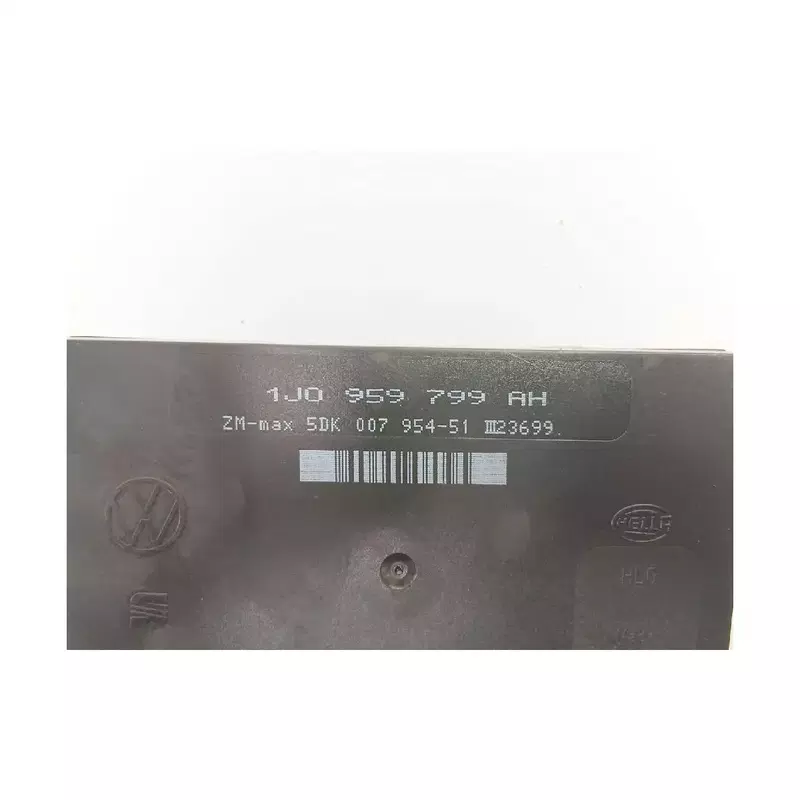 1J0 959 799 AH
ZM-max 5DK 007 954-51 III23699.
HELLA